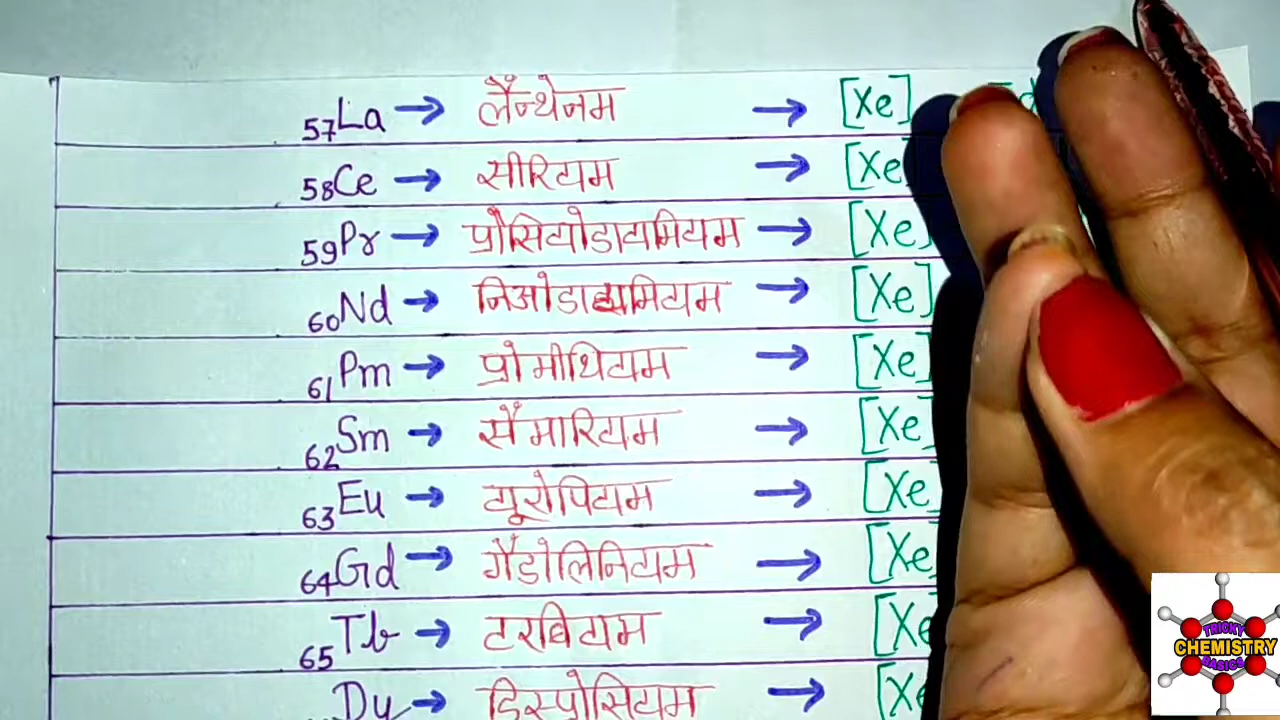 57La → लैंन्थेनम → [Xe]
58Ce → सीरियम → [Xe]
59Pr → प्रौसियोडायमियम → [Xe]
60Nd → निओडाह्यमियम → [Xe]
61Pm → प्रोमीथियम → [Xe]
62Sm → सैंमारियम → [Xe]
63Eu → यूरोपियम → [Xe
64Gd → गैंडोलिनियम → [Xe]
65Tb → टरबियम → [Xe
Dy → डिस्प्रोसियम → [Xe
TRICKY
CHEMISTRY
BASICS